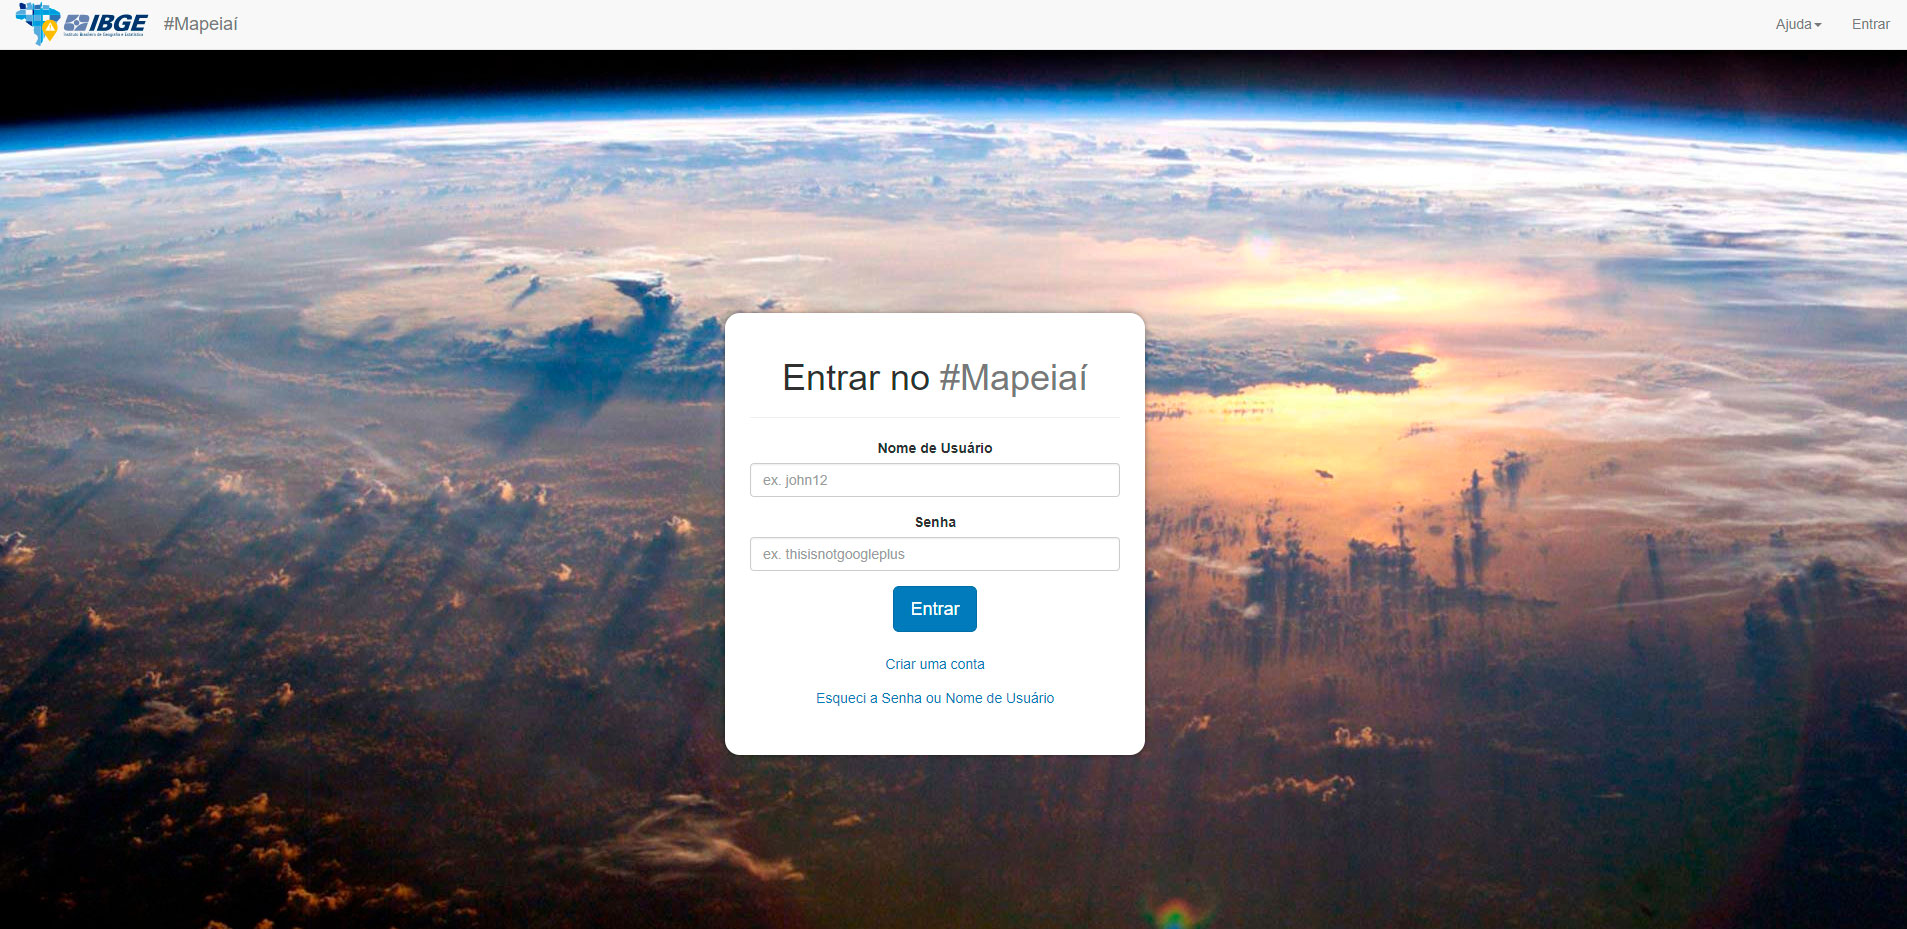 IBGE
Instituto Brasileiro de Geografia e Estatística
#Mapeiaí
Ajuda
Entrar
Entrar no #Mapeiaí
Nome de Usuário
ex. john12
Senha
ex. thisisnotgoogleplus
Entrar
Criar uma conta
Esqueci a Senha ou Nome de Usuário